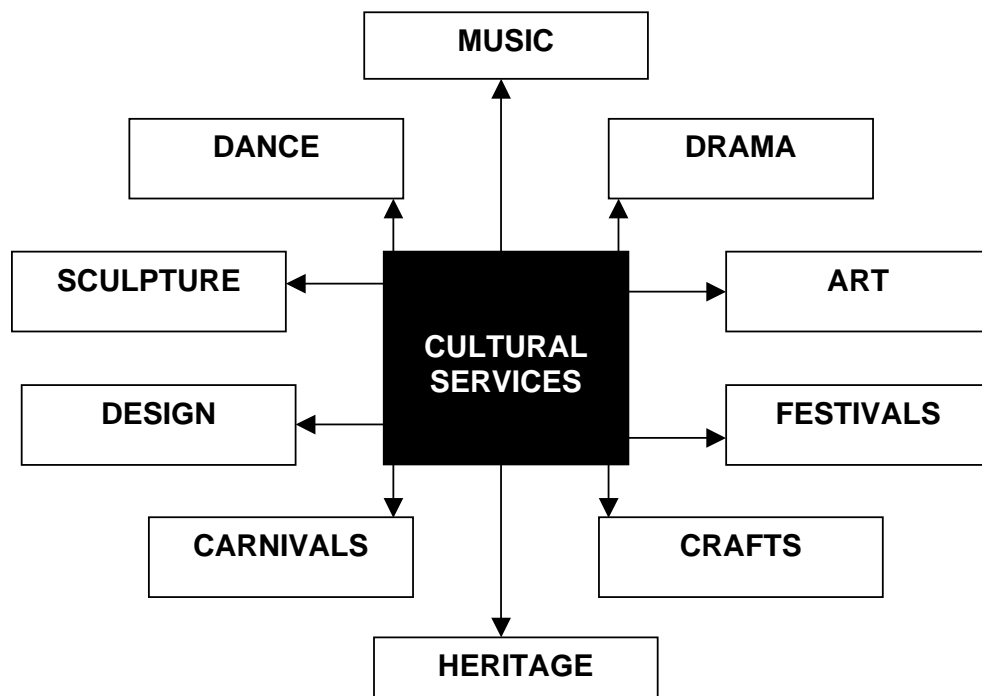 MUSIC
DANCE
DRAMA
SCULPTURE
ART
CULTURAL
SERVICES
DESIGN
FESTIVALS
CARNIVALS
CRAFTS
HERITAGE